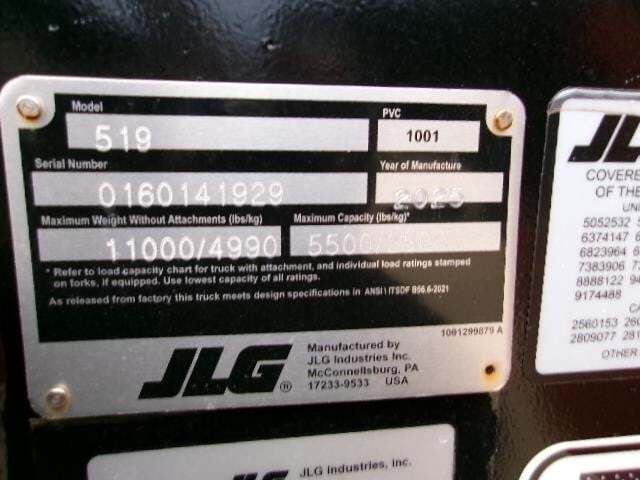 Model
PVC
519
1001
Serial Number
Year of Manufacture
0160141929
2025
Maximum Weight Without Attachments (lbs/kg)
Maximum Capacity (lbs/kg)*
11000/4990
5500/
* Refer to load capacity chart for truck with attachment, and individual load ratings stamped
on forks, if equipped. Use lowest capacity of all ratings.
As released from factory this truck meets design specifications in ANSI \ ITSDF B56.6-2021
1001299879 A
JLG®
Manufactured by
JLG Industries Inc.
McConnellsburg, PA
17233-9533 USA
JLG
JLG Industries, Inc.
JL
COVERE
OF THE
UNI
5052532
6374147
6823964
7383906
8888122
9174488
CA
2560153
2809077
OTHER